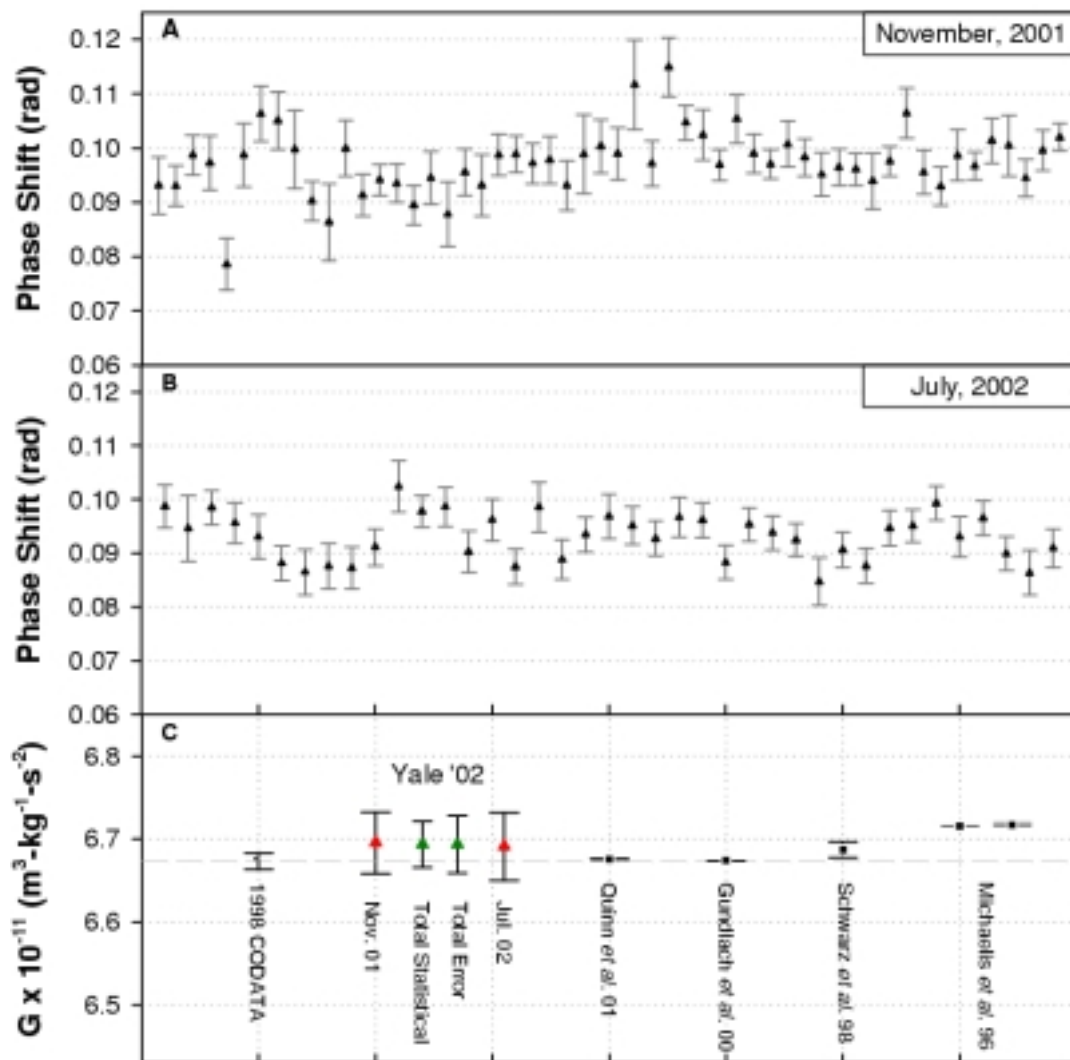 A
November, 2001
Phase Shift (rad)
0.12
0.11
0.10
0.09
0.08
0.07
0.06
B
July, 2002
Phase Shift (rad)
0.12
0.11
0.10
0.09
0.08
0.07
0.06
C
G x 10⁻¹¹ (m³-kg⁻¹-s⁻²)
6.8
6.7
6.6
6.5
Yale '02
1998 CODATA
Nov. 01
Total Statistical
Total Error
Jul. 02
Quinn et al. 01
Gundlach et al. 00
Schwarz et al. 98
Michaelis et al. 96